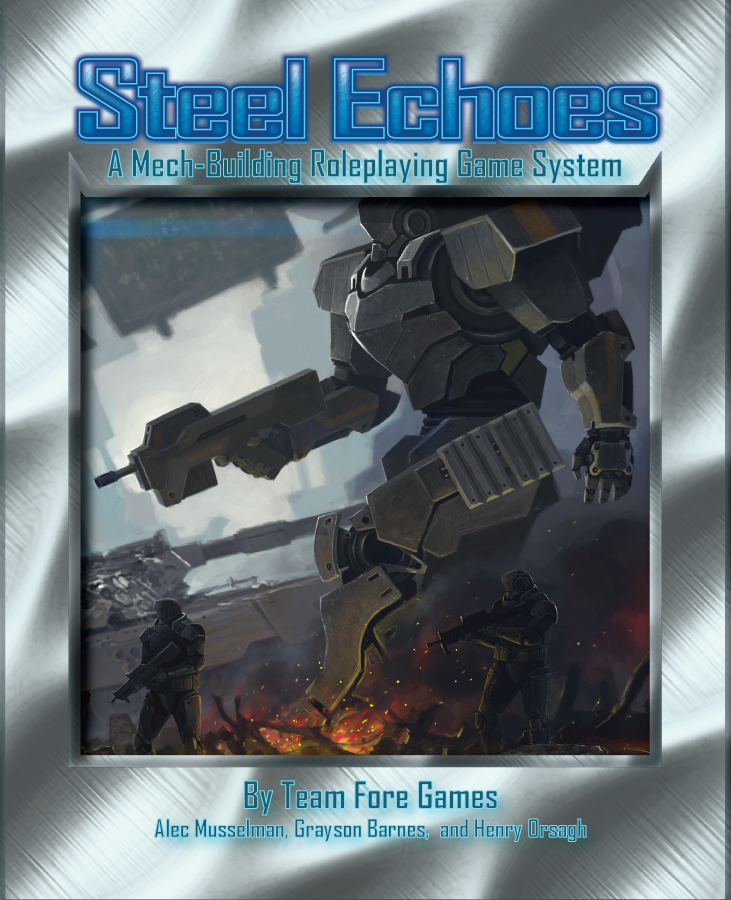 Steel Echoes
A Mech-Building Roleplaying Game System
By Team Fore Games
Alec Musselman, Grayson Barnes, and Henry Orsagh